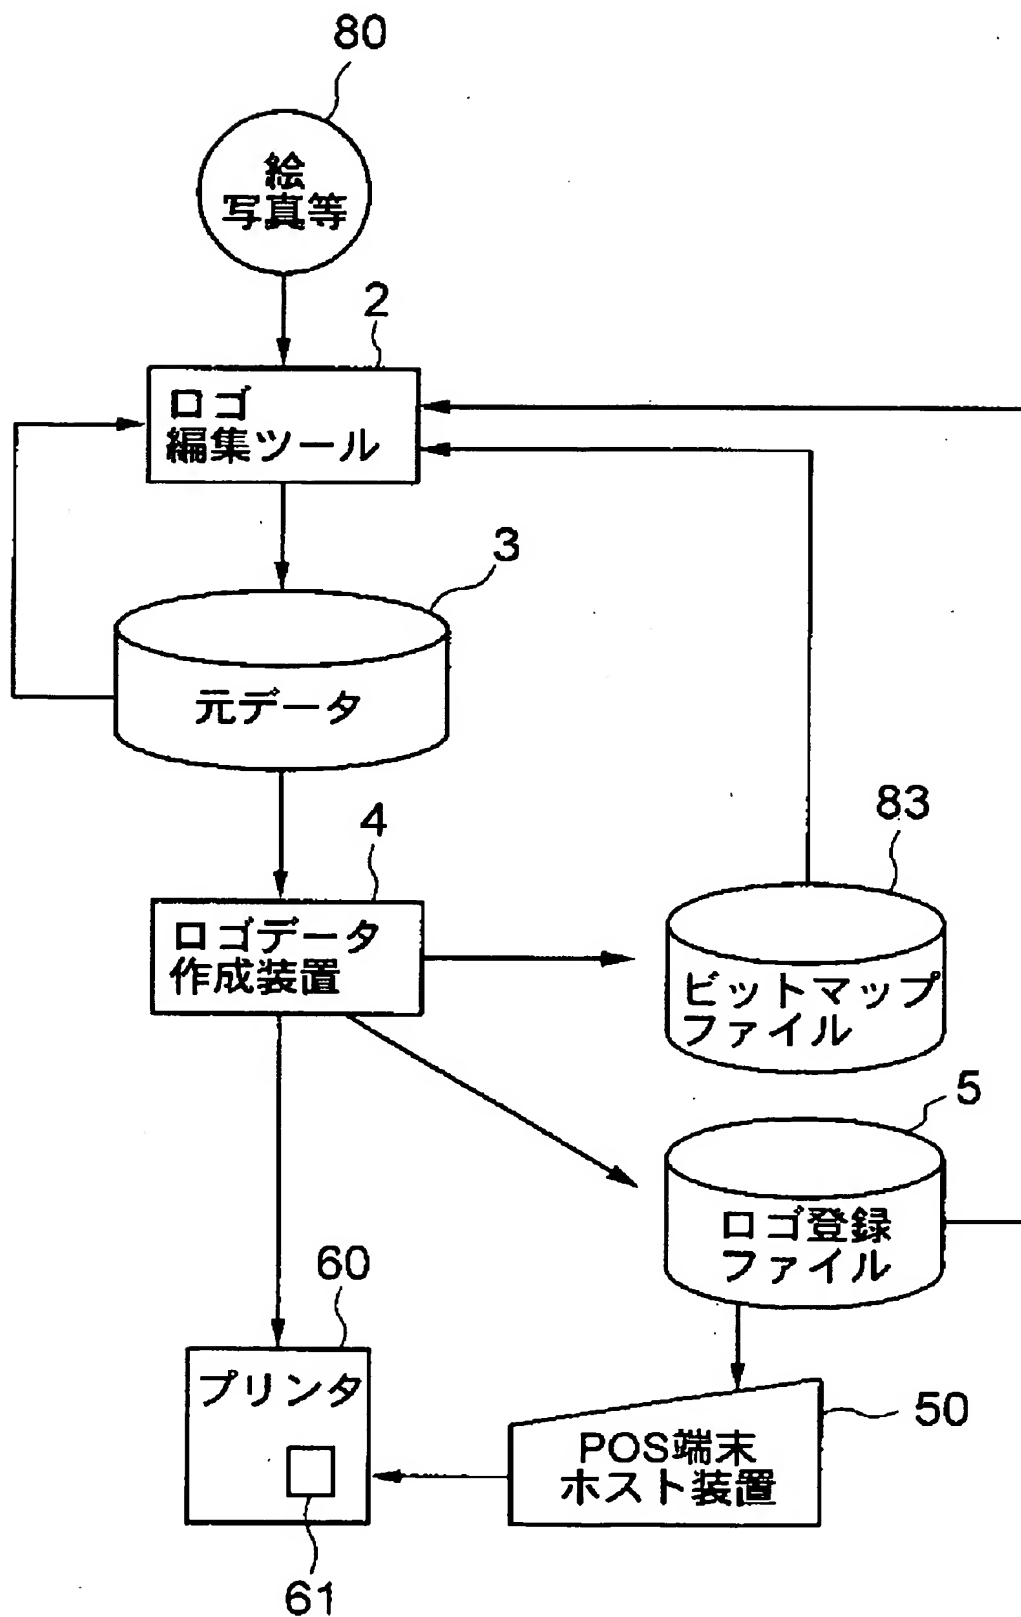 80
絵
写真等
2
ロゴ
編集ツール
3
元データ
4
ロゴデータ
作成装置
83
ビットマップ
ファイル
5
ロゴ登録
ファイル
60
プリンタ
61
50
POS端末
ホスト装置